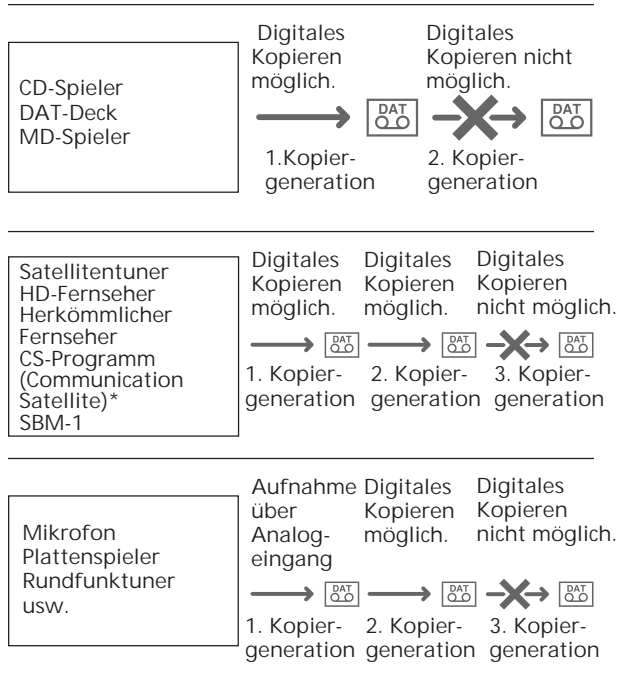 CD-Spieler
DAT-Deck
MD-Spieler
Digitales
Kopieren
möglich.
DAT
1.Kopier-
generation
Digitales
Kopieren nicht
möglich.
DAT
2. Kopier-
generation
Satellitentuner
HD-Fernseher
Herkömmlicher
Fernseher
CS-Programm
(Communication
Satellite)*
SBM-1
Digitales
Kopieren
möglich.
DAT
1. Kopier-
generation
Digitales
Kopieren
möglich.
DAT
2. Kopier-
generation
Digitales
Kopieren
nicht möglich.
DAT
3. Kopier-
generation
Mikrofon
Plattenspieler
Rundfunktuner
usw.
Aufnahme
über
Analog-
eingang
DAT
1. Kopier-
generation
Digitales
Kopieren
möglich.
DAT
2. Kopier-
generation
Digitales
Kopieren
nicht möglich.
DAT
3. Kopier-
generation